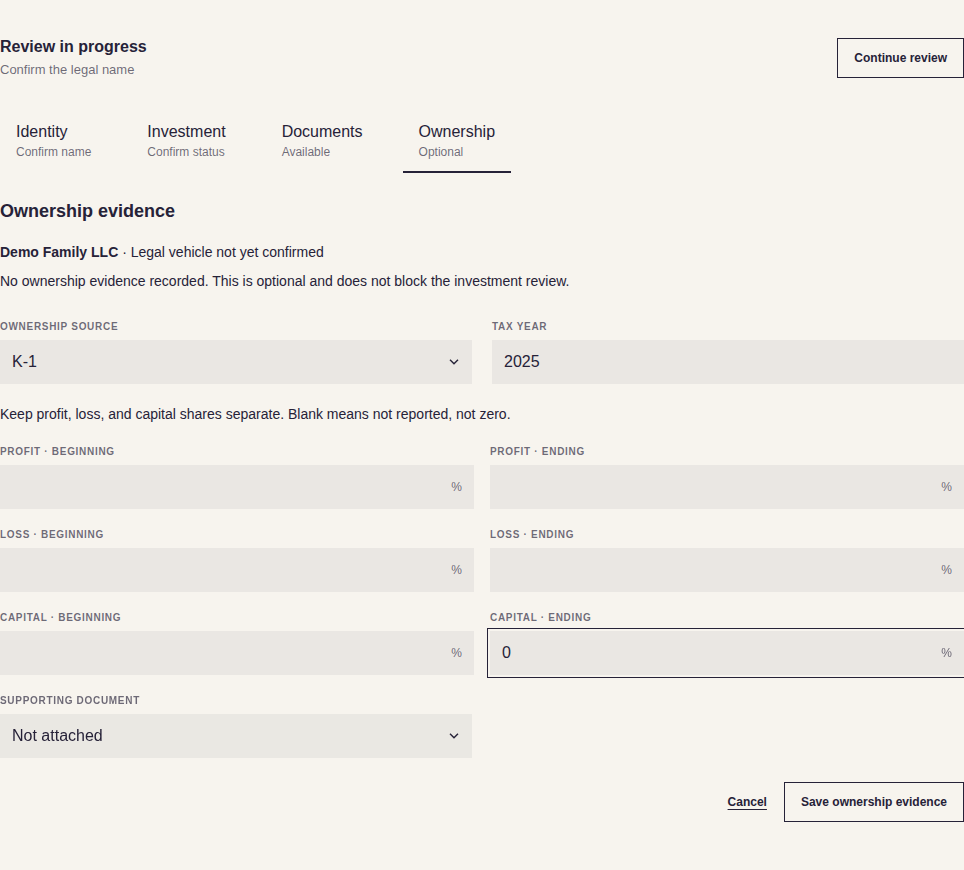 Review in progress
Confirm the legal name
Continue review
Identity
Confirm name
Investment
Confirm status
Documents
Available
Ownership
Optional
Ownership evidence
Demo Family LLC · Legal vehicle not yet confirmed
No ownership evidence recorded. This is optional and does not block the investment review.
OWNERSHIP SOURCE
K-1
TAX YEAR
2025
Keep profit, loss, and capital shares separate. Blank means not reported, not zero.
PROFIT · BEGINNING
%
PROFIT · ENDING
%
LOSS · BEGINNING
%
LOSS · ENDING
%
CAPITAL · BEGINNING
%
CAPITAL · ENDING
0 %
SUPPORTING DOCUMENT
Not attached
Cancel
Save ownership evidence